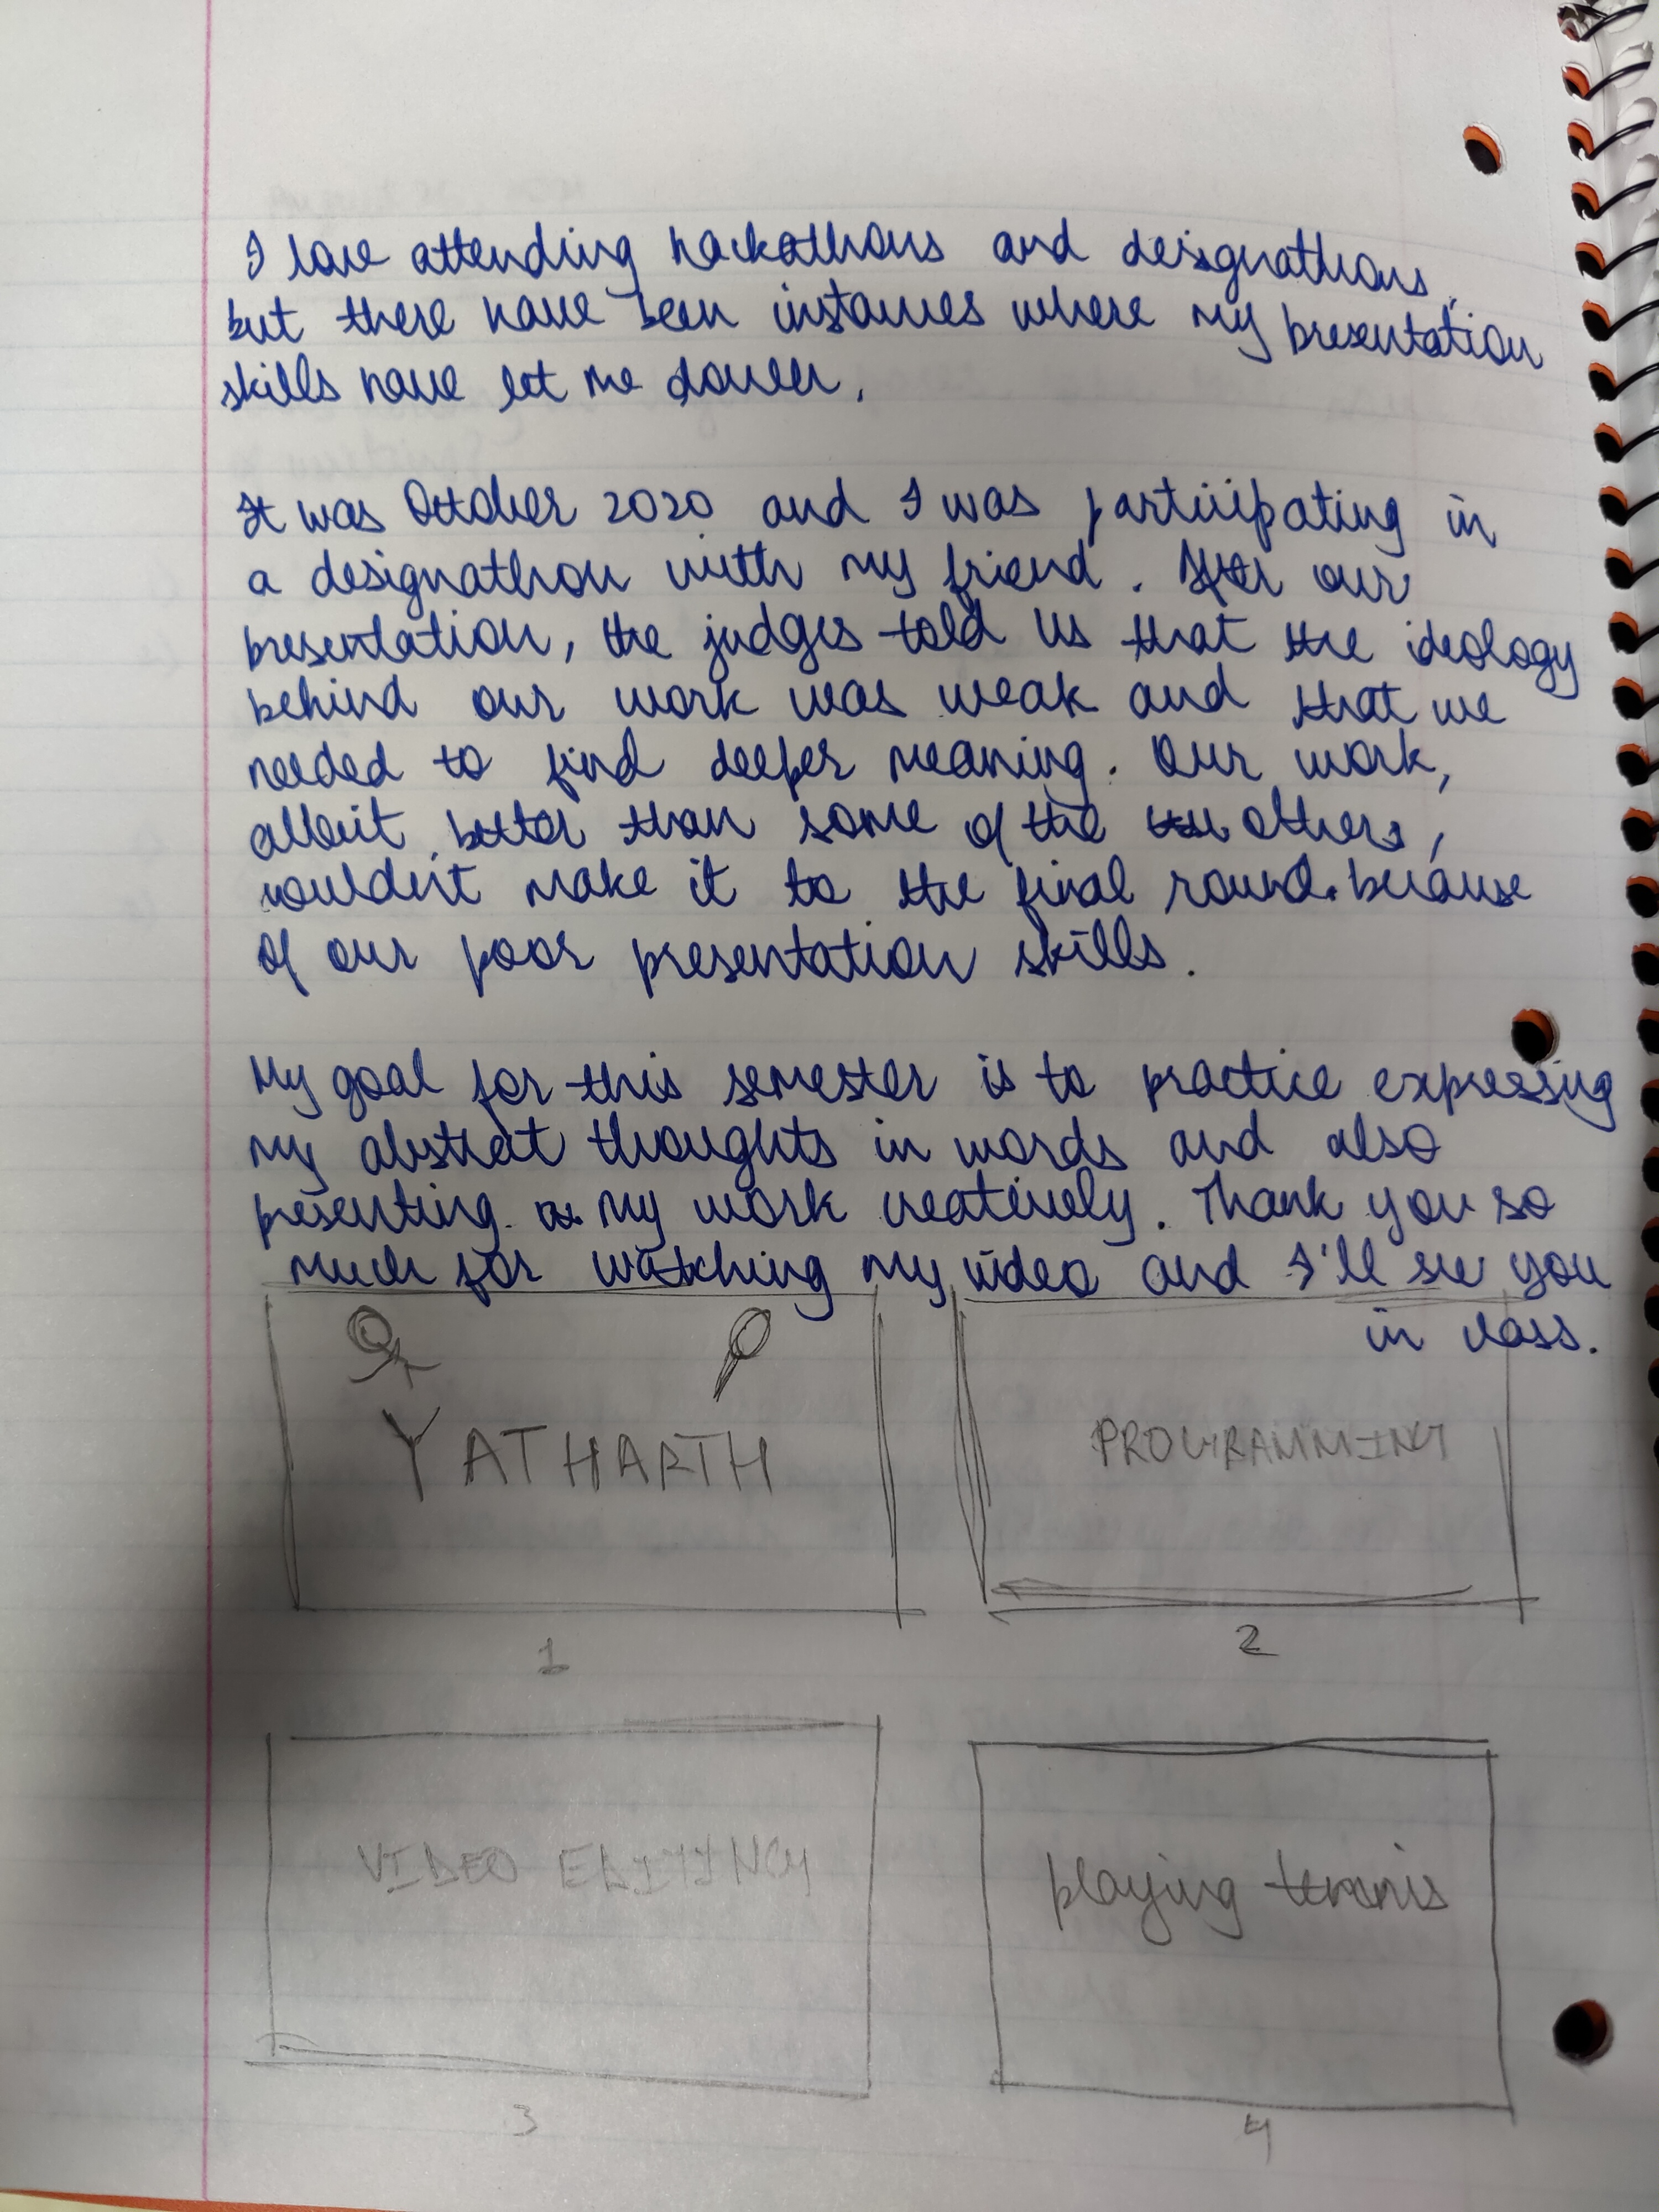 I love attending hackathons and designathons,
but there have been instances where my presentation
skills have let me down.
It was October 2020 and I was participating in
a designathon with my friend. After our
presentation, the judges told us that the ideology
behind our work was weak and that we
needed to find deeper meaning. Our work,
albeit better than some of the others,
couldn't make it to the final round because
of our poor presentation skills.
My goal for this semester is to practice expressing
my abstract thoughts in words and also
presenting my work creatively. Thank you so
much for watching my video and I'll see you
in class.
YATHARTH
PROGRAMMING
1
2
VIDEO EDITING
playing tennis
3
4